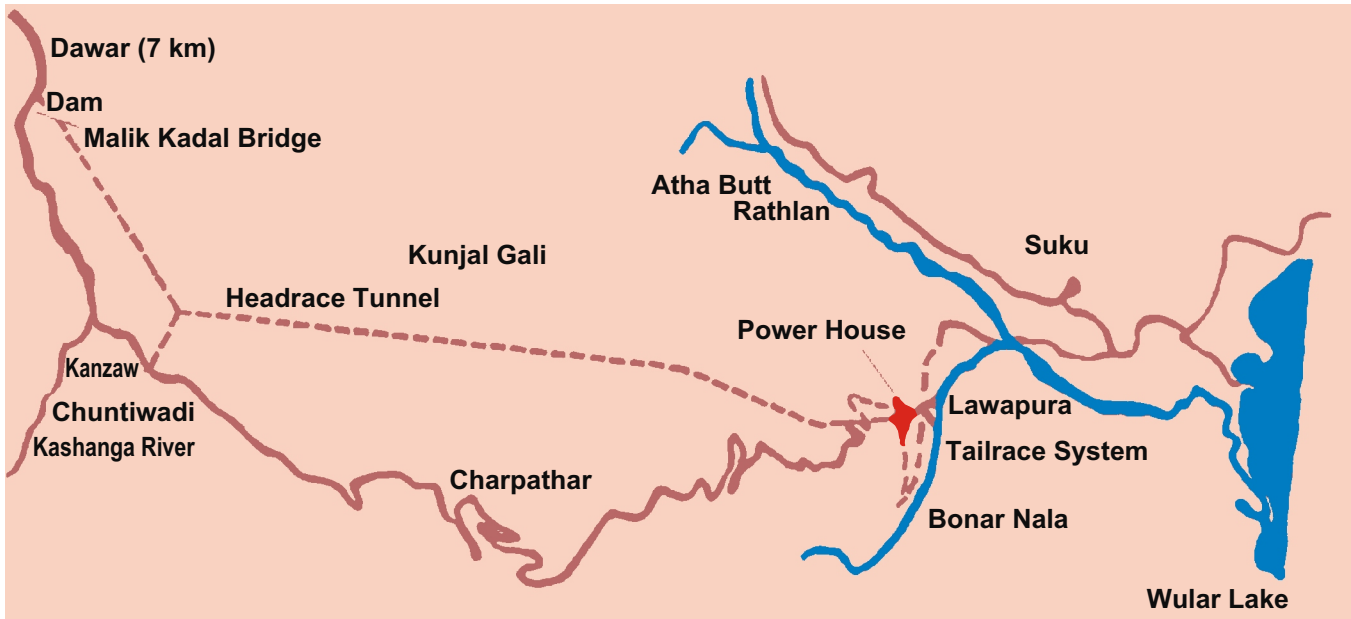 Dawar (7 km)
Dam
Malik Kadal Bridge
Atha Butt
Rathlan
Suku
Kunjal Gali
Headrace Tunnel
Power House
Kanzaw
Chuntiwadi
Kashanga River
Lawapura
Tailrace System
Charpathar
Bonar Nala
Wular Lake